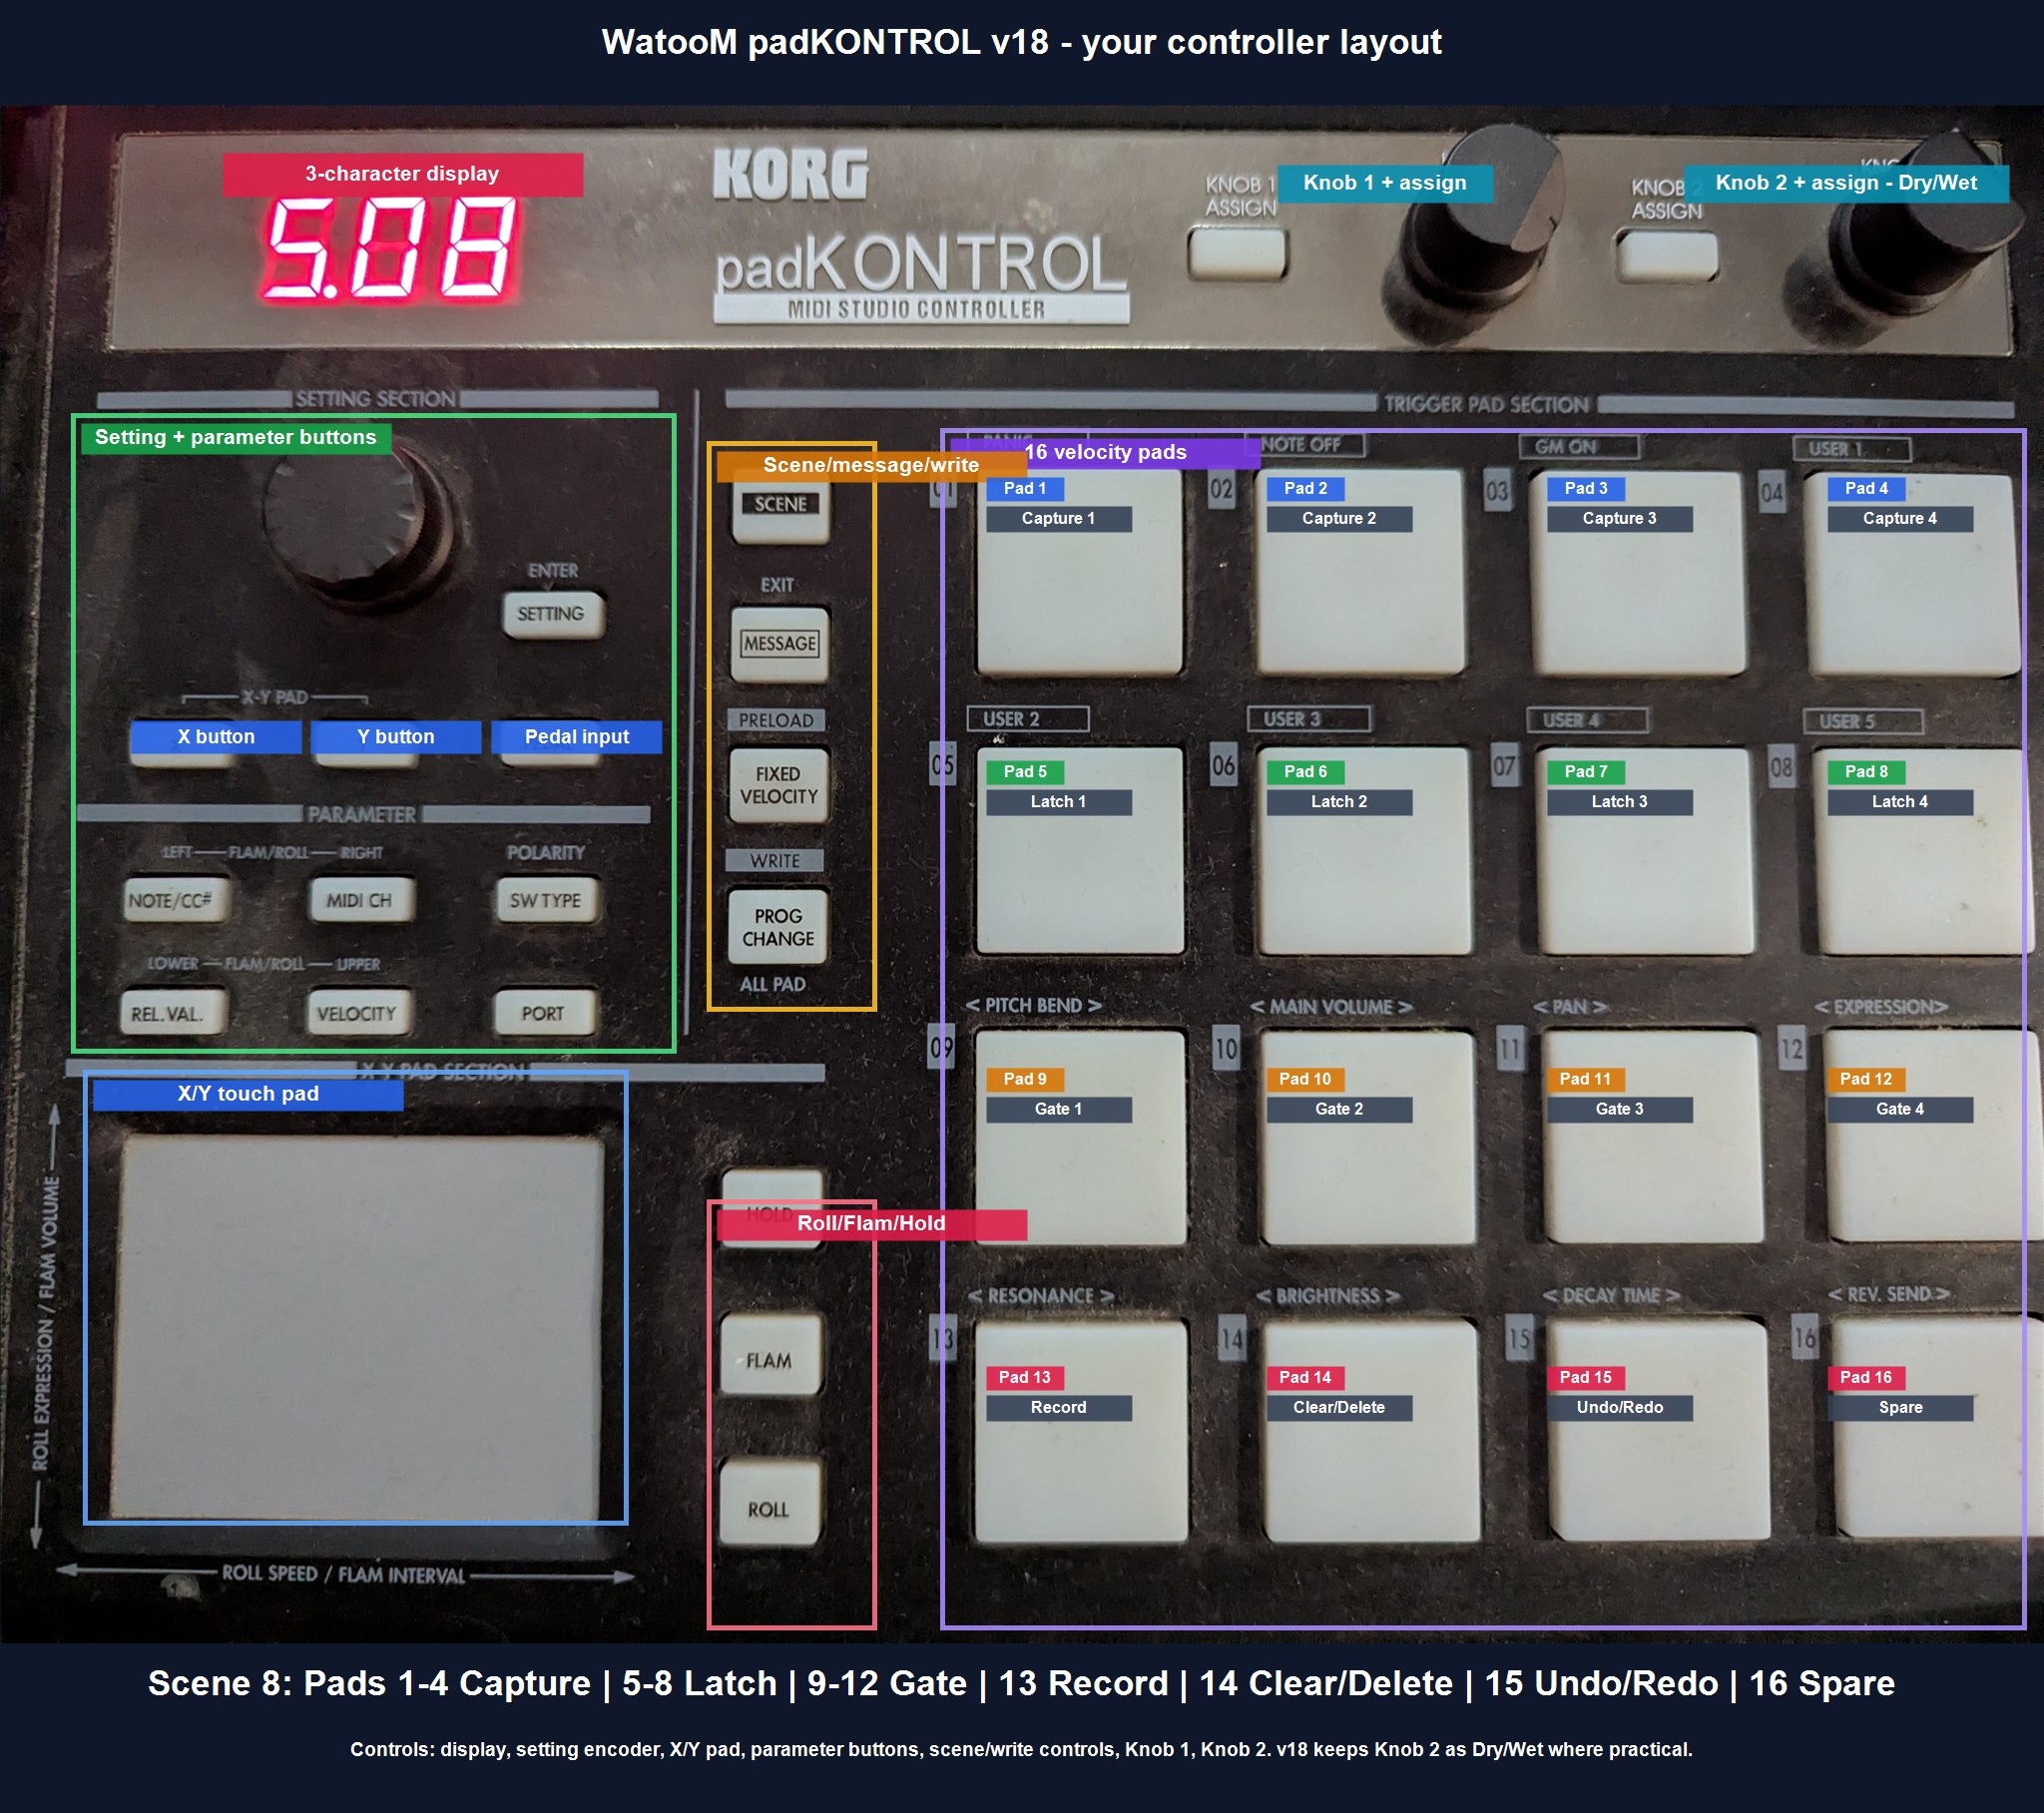 WatooM padKONTROL v18 - your controller layout
3-character display
5.08
KORG
padKONTROL
MIDI STUDIO CONTROLLER
KNOB 1
ASSIGN
Knob 1 + assign
KNOB
ASSIGN
Knob 2 + assign - Dry/Wet
SETTING SECTION
TRIGGER PAD SECTION
Setting + parameter buttons
Scene/message/write
16 velocity pads
NOTE OFF
GM ON
USER 1
SCENE
02
03
04
Pad 1
Pad 2
Pad 3
Pad 4
Capture 1
Capture 2
Capture 3
Capture 4
ENTER
SETTING
EXIT
MESSAGE
X-Y PAD
X button
Y button
Pedal input
PRELOAD
FIXED
VELOCITY
USER 2
USER 3
USER 4
USER 5
05
06
07
08
Pad 5
Pad 6
Pad 7
Pad 8
Latch 1
Latch 2
Latch 3
Latch 4
PARAMETER
LEFT FLAM/ROLL RIGHT
POLARITY
NOTE/CC#
MIDI CH
SW TYPE
LOWER FLAM/ROLL UPPER
REL.VAL.
VELOCITY
PORT
WRITE
PROG
CHANGE
ALL PAD
< PITCH BEND >
< MAIN VOLUME >
< PAN >
< EXPRESSION>
09
10
11
12
Pad 9
Pad 10
Pad 11
Pad 12
Gate 1
Gate 2
Gate 3
Gate 4
X-Y PAD SECTION
X/Y touch pad
HOLD
Roll/Flam/Hold
FLAM
ROLL
< RESONANCE >
< BRIGHTNESS >
< DECAY TIME >
< REV. SEND >
13
14
15
16
Pad 13
Pad 14
Pad 15
Pad 16
Record
Clear/Delete
Undo/Redo
Spare
ROLL EXPRESSION / FLAM VOLUME
ROLL SPEED / FLAM INTERVAL
Scene 8: Pads 1-4 Capture | 5-8 Latch | 9-12 Gate | 13 Record | 14 Clear/Delete | 15 Undo/Redo | 16 Spare
Controls: display, setting encoder, X/Y pad, parameter buttons, scene/write controls, Knob 1, Knob 2. v18 keeps Knob 2 as Dry/Wet where practical.